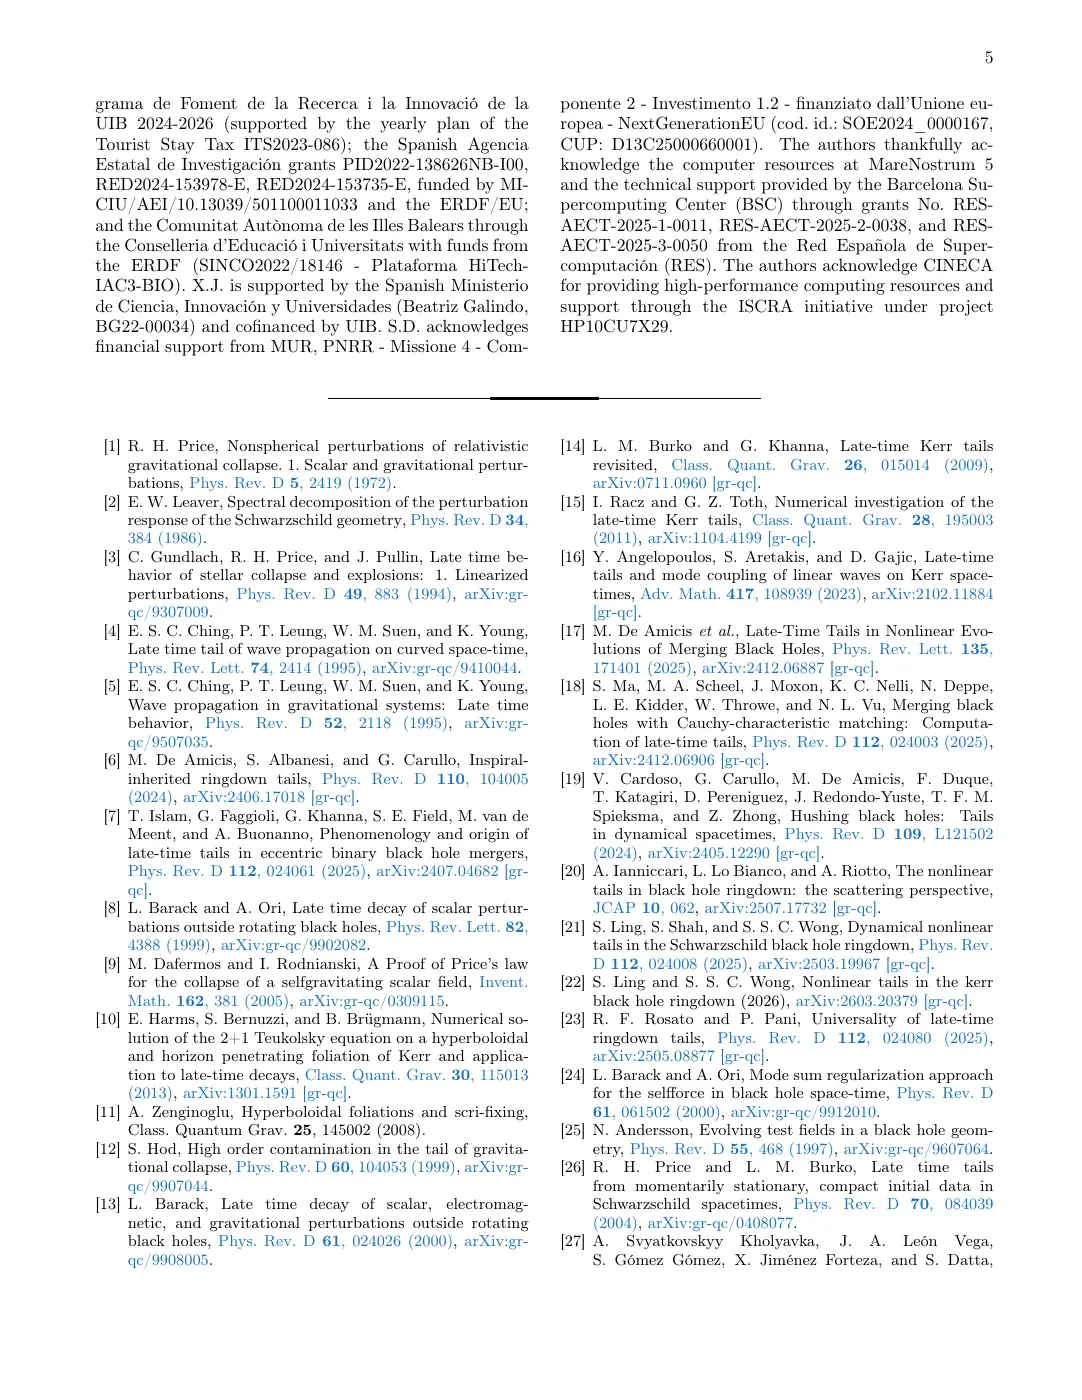 5
grama de Foment de la Recerca i la Innovació de la
UIB 2024-2026 (supported by the yearly plan of the
Tourist Stay Tax ITS2023-086); the Spanish Agencia
Estatal de Investigación grants PID2022-138626NB-I00,
RED2024-153978-E, RED2024-153735-E, funded by MI-
CIU/AEI/10.13039/501100011033 and the ERDF/EU;
and the Comunitat Autònoma de les Illes Balears through
the Conselleria d'Educació i Universitats with funds from
the ERDF (SINCO2022/18146 - Plataforma HiTech-
IAC3-BIO). X.J. is supported by the Spanish Ministerio
de Ciencia, Innovación y Universidades (Beatriz Galindo,
BG22-00034) and cofinanced by UIB. S.D. acknowledges
financial support from MUR, PNRR - Missione 4 - Com-
ponente 2 - Investimento 1.2 - finanziato dall'Unione eu-
ropea - NextGenerationEU (cod. id.: SOE2024_0000167,
CUP: D13C25000660001). The authors thankfully ac-
knowledge the computer resources at MareNostrum 5
and the technical support provided by the Barcelona Su-
percomputing Center (BSC) through grants No. RES-
AECT-2025-1-0011, RES-AECT-2025-2-0038, and RES-
AECT-2025-3-0050 from the Red Española de Super-
computación (RES). The authors acknowledge CINECA
for providing high-performance computing resources and
support through the ISCRA initiative under project
HP10CU7X29.
[1] R. H. Price, Nonspherical perturbations of relativistic
gravitational collapse. 1. Scalar and gravitational pertur-
bations, Phys. Rev. D 5, 2419 (1972).
[2] E. W. Leaver, Spectral decomposition of the perturbation
response of the Schwarzschild geometry, Phys. Rev. D 34,
384 (1986).
[3] C. Gundlach, R. H. Price, and J. Pullin, Late time be-
havior of stellar collapse and explosions: 1. Linearized
perturbations, Phys. Rev. D 49, 883 (1994), arXiv:gr-
qc/9307009.
[4] E. S. C. Ching, P. T. Leung, W. M. Suen, and K. Young,
Late time tail of wave propagation on curved space-time,
Phys. Rev. Lett. 74, 2414 (1995), arXiv:gr-qc/9410044.
[5] E. S. C. Ching, P. T. Leung, W. M. Suen, and K. Young,
Wave propagation in gravitational systems: Late time
behavior, Phys. Rev. D 52, 2118 (1995), arXiv:gr-
qc/9507035.
[6] M. De Amicis, S. Albanesi, and G. Carullo, Inspiral-
inherited ringdown tails, Phys. Rev. D 110, 104005
(2024), arXiv:2406.17018 [gr-qc].
[7] T. Islam, G. Faggioli, G. Khanna, S. E. Field, M. van de
Meent, and A. Buonanno, Phenomenology and origin of
late-time tails in eccentric binary black hole mergers,
Phys. Rev. D 112, 024061 (2025), arXiv:2407.04682 [gr-
qc].
[8] L. Barack and A. Ori, Late time decay of scalar pertur-
bations outside rotating black holes, Phys. Rev. Lett. 82,
4388 (1999), arXiv:gr-qc/9902082.
[9] M. Dafermos and I. Rodnianski, A Proof of Price's law
for the collapse of a selfgravitating scalar field, Invent.
Math. 162, 381 (2005), arXiv:gr-qc/0309115.
[10] E. Harms, S. Bernuzzi, and B. Brügmann, Numerical so-
lution of the 2+1 Teukolsky equation on a hyperboloidal
and horizon penetrating foliation of Kerr and applica-
tion to late-time decays, Class. Quant. Grav. 30, 115013
(2013), arXiv:1301.1591 [gr-qc].
[11] A. Zenginoglu, Hyperboloidal foliations and scri-fixing,
Class. Quantum Grav. 25, 145002 (2008).
[12] S. Hod, High order contamination in the tail of gravita-
tional collapse, Phys. Rev. D 60, 104053 (1999), arXiv:gr-
qc/9907044.
[13] L. Barack, Late time decay of scalar, electromag-
netic, and gravitational perturbations outside rotating
black holes, Phys. Rev. D 61, 024026 (2000), arXiv:gr-
qc/9908005.
[14] L. M. Burko and G. Khanna, Late-time Kerr tails
revisited, Class. Quant. Grav. 26, 015014 (2009),
arXiv:0711.0960 [gr-qc].
[15] I. Racz and G. Z. Toth, Numerical investigation of the
late-time Kerr tails, Class. Quant. Grav. 28, 195003
(2011), arXiv:1104.4199 [gr-qc].
[16] Y. Angelopoulos, S. Aretakis, and D. Gajic, Late-time
tails and mode coupling of linear waves on Kerr space-
times, Adv. Math. 417, 108939 (2023), arXiv:2102.11884
[gr-qc].
[17] M. De Amicis et al., Late-Time Tails in Nonlinear Evo-
lutions of Merging Black Holes, Phys. Rev. Lett. 135,
171401 (2025), arXiv:2412.06887 [gr-qc].
[18] S. Ma, M. A. Scheel, J. Moxon, K. C. Nelli, N. Deppe,
L. E. Kidder, W. Throwe, and N. L. Vu, Merging black
holes with Cauchy-characteristic matching: Computa-
tion of late-time tails, Phys. Rev. D 112, 024003 (2025),
arXiv:2412.06906 [gr-qc].
[19] V. Cardoso, G. Carullo, M. De Amicis, F. Duque,
T. Katagiri, D. Pereniguez, J. Redondo-Yuste, T. F. M.
Spieksma, and Z. Zhong, Hushing black holes: Tails
in dynamical spacetimes, Phys. Rev. D 109, L121502
(2024), arXiv:2405.12290 [gr-qc].
[20] A. Ianniccari, L. Lo Bianco, and A. Riotto, The nonlinear
tails in black hole ringdown: the scattering perspective,
JCAP 10, 062, arXiv:2507.17732 [gr-qc].
[21] S. Ling, S. Shah, and S. S. C. Wong, Dynamical nonlinear
tails in the Schwarzschild black hole ringdown, Phys. Rev.
D 112, 024008 (2025), arXiv:2503.19967 [gr-qc].
[22] S. Ling and S. S. C. Wong, Nonlinear tails in the kerr
black hole ringdown (2026), arXiv:2603.20379 [gr-qc].
[23] R. F. Rosato and P. Pani, Universality of late-time
ringdown tails, Phys. Rev. D 112, 024080 (2025),
arXiv:2505.08877 [gr-qc].
[24] L. Barack and A. Ori, Mode sum regularization approach
for the selfforce in black hole space-time, Phys. Rev. D
61, 061502 (2000), arXiv:gr-qc/9912010.
[25] N. Andersson, Evolving test fields in a black hole geom-
etry, Phys. Rev. D 55, 468 (1997), arXiv:gr-qc/9607064.
[26] R. H. Price and L. M. Burko, Late time tails
from momentarily stationary, compact initial data in
Schwarzschild spacetimes, Phys. Rev. D 70, 084039
(2004), arXiv:gr-qc/0408077.
[27] A. Svyatkovskyy Kholyavka, J. A. León Vega,
S. Gómez Gómez, X. Jiménez Forteza, and S. Datta,